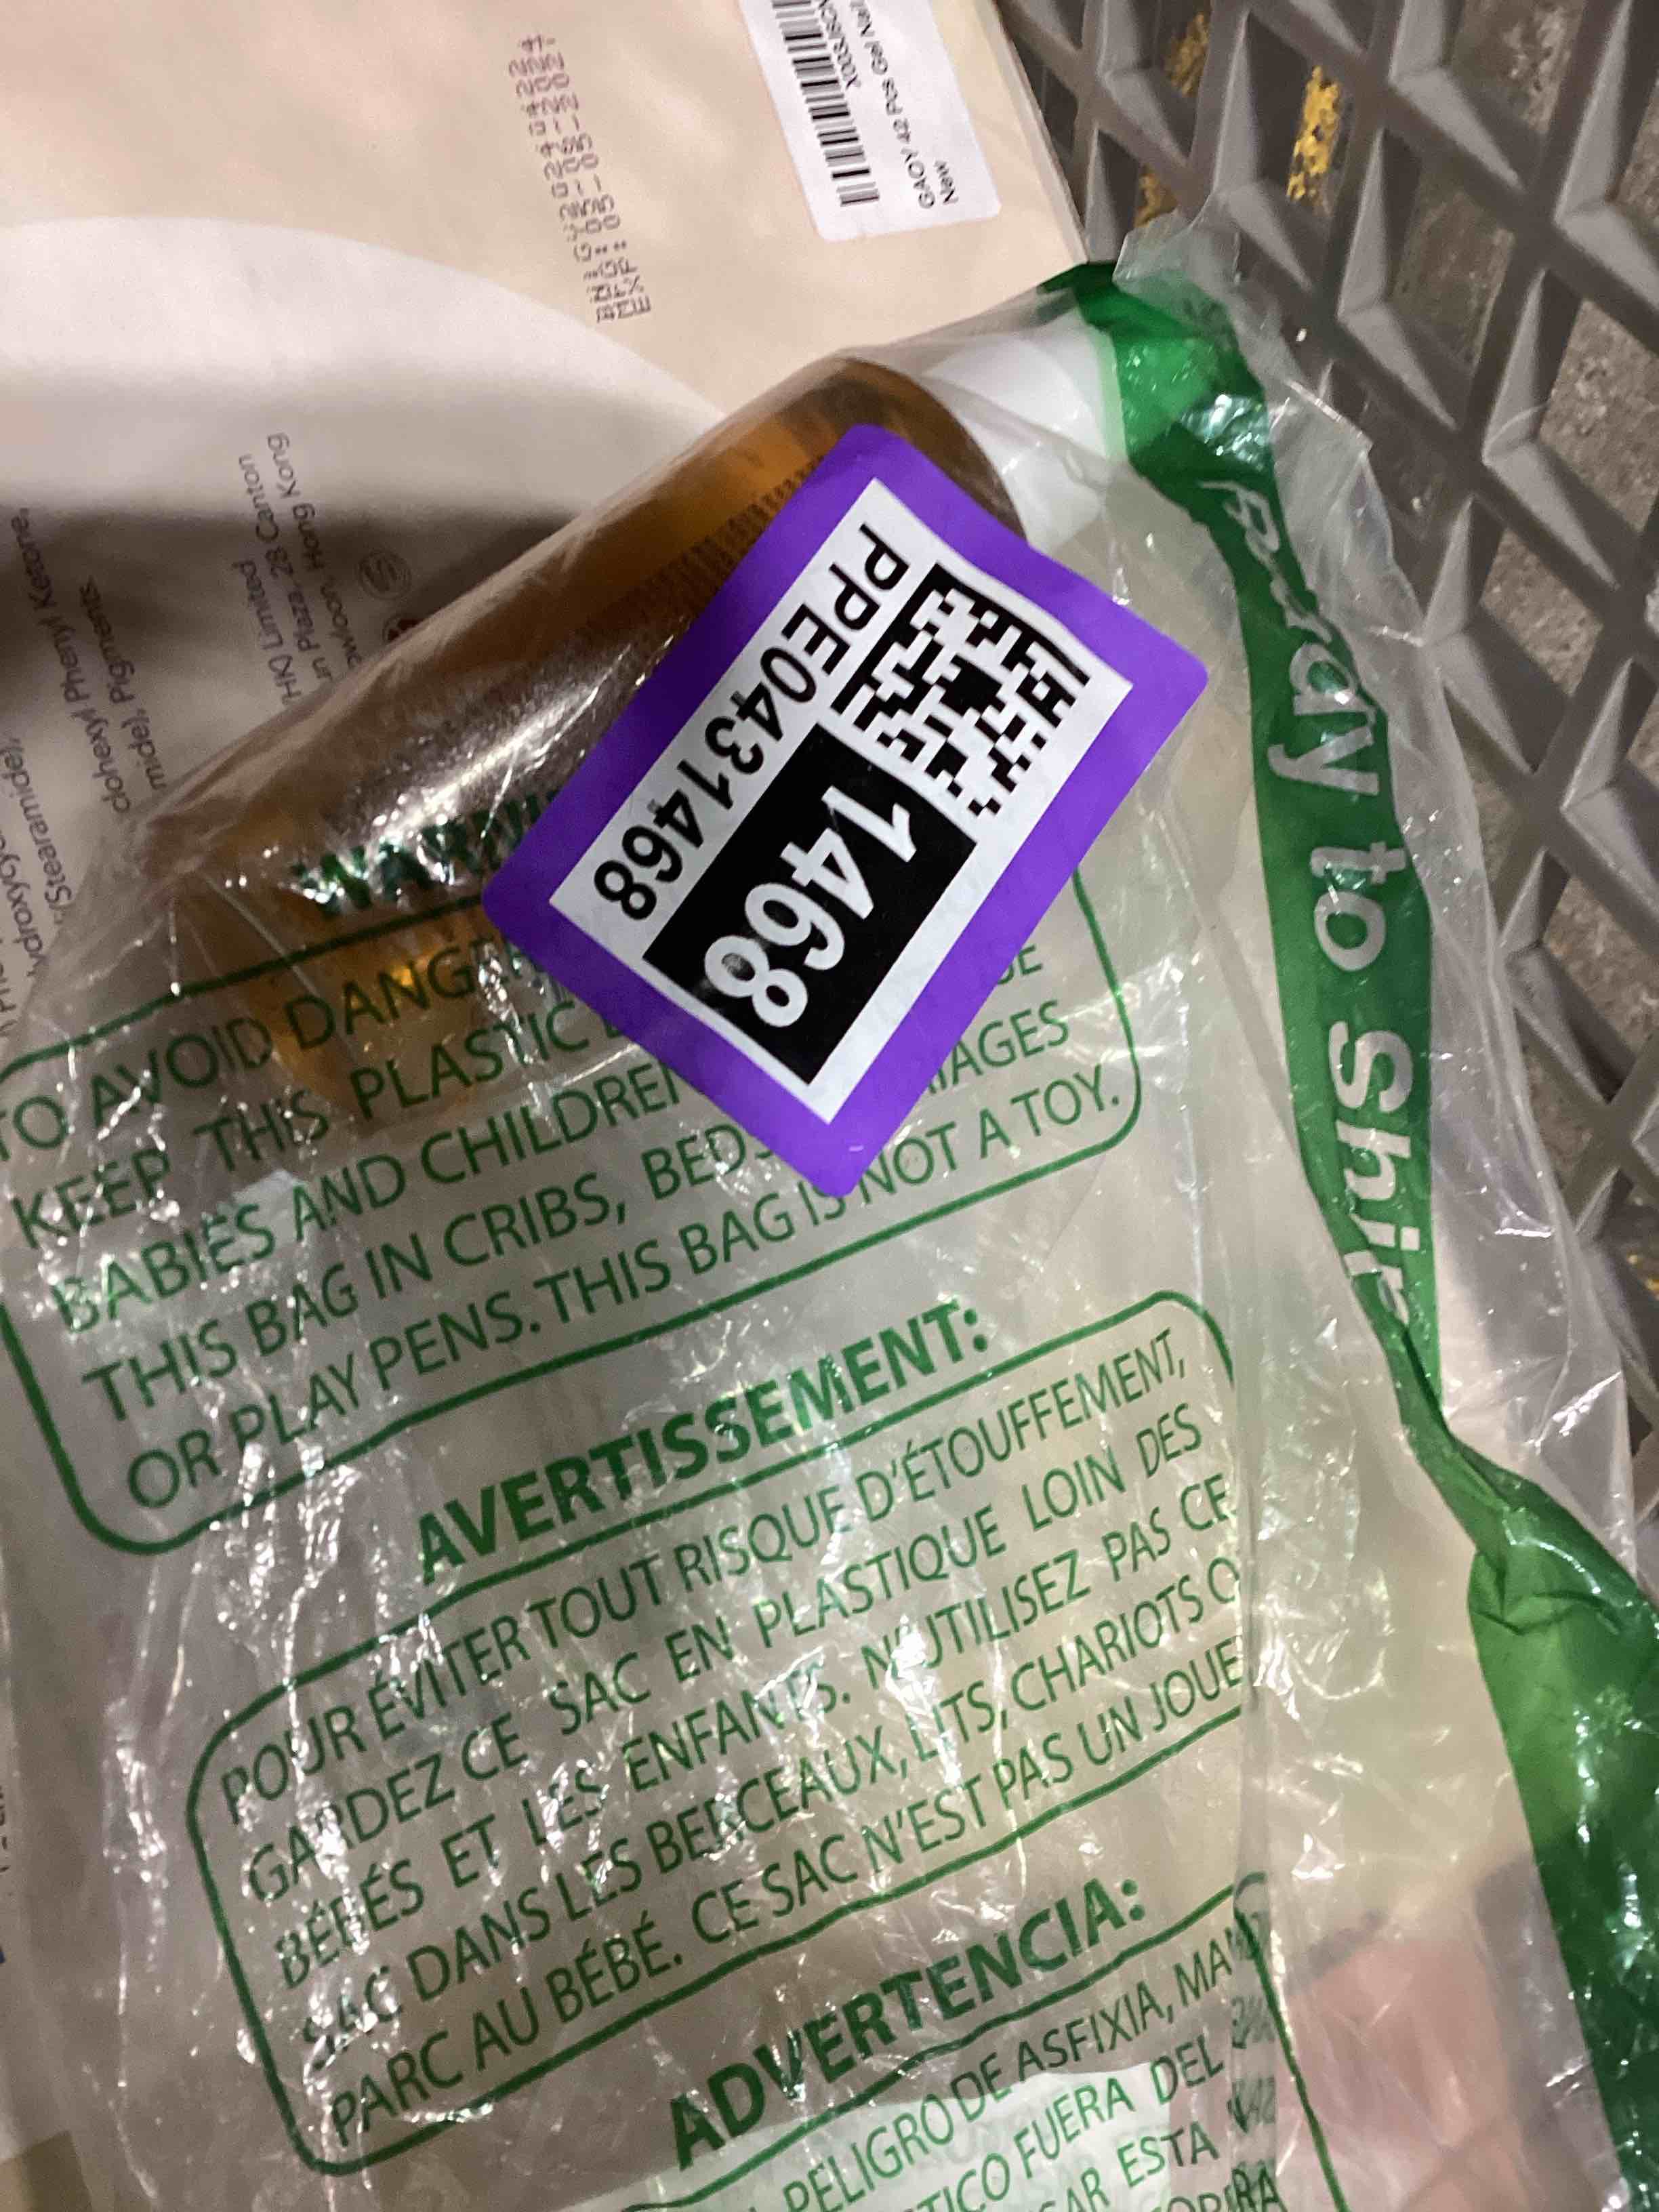 GAOY 42 Pcs Gel Nail
New
HK) Limited
Plaza, 28 Canton
Hong Kong
clohexyl Phenyl Ketone,
Pigments
PPE0431468
1468
Ready to Ship
TO AVOID
KEEP THIS PLASTIC
BABIES AND
THIS BAG IN CRIBS,
OR PLAY PENS. THIS BAG IS NOT A TOY.
AVERTISSEMENT:
POUR ÉVITER TOUT RISQUE D'ÉTOUFFEMENT,
GARDEZ CE SAC EN PLASTIQUE LOIN DES
BÉBÉS ET LES ENFANTS. N'UTILISEZ PAS CE
SAC DANS LES BERCEAUX, LITS, CHARIOTS O
PARC AU BÉBÉ. CE SAC N'EST PAS UN JOUE
ADVERTENCIA:
PELIGRO DE ASFIXIA,
FUERA DEL
ESTA